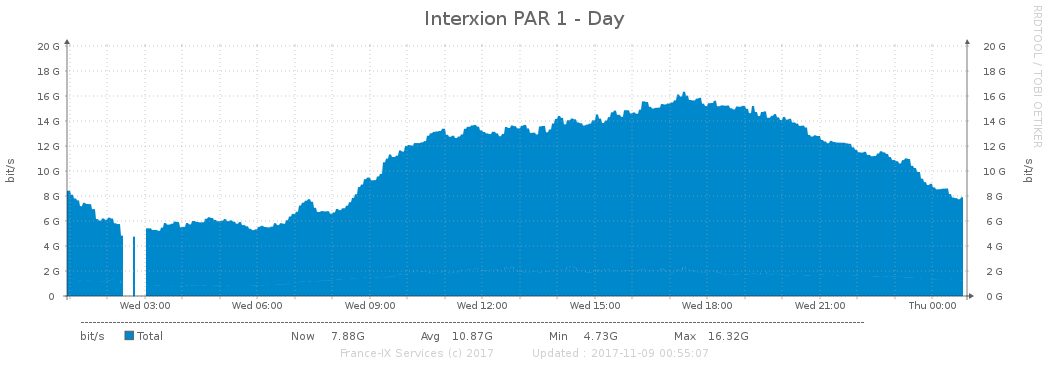 Interxion PAR 1 - Day
RRDTOOL / TOBI OETIKER
20 G 20 G
18 G 18 G
16 G 16 G
14 G 14 G
12 G 12 G
10 G 10 G
8 G 8 G
6 G 6 G
4 G 4 G
2 G 2 G
0 0 G
bit/s
bit/s
Wed 03:00 Wed 06:00 Wed 09:00 Wed 12:00 Wed 15:00 Wed 18:00 Wed 21:00 Thu 00:00
bit/s Total Now 7.88G Avg 10.87G Min 4.73G Max 16.32G
France-IX Services (c) 2017 Updated : 2017-11-09 00:55:07